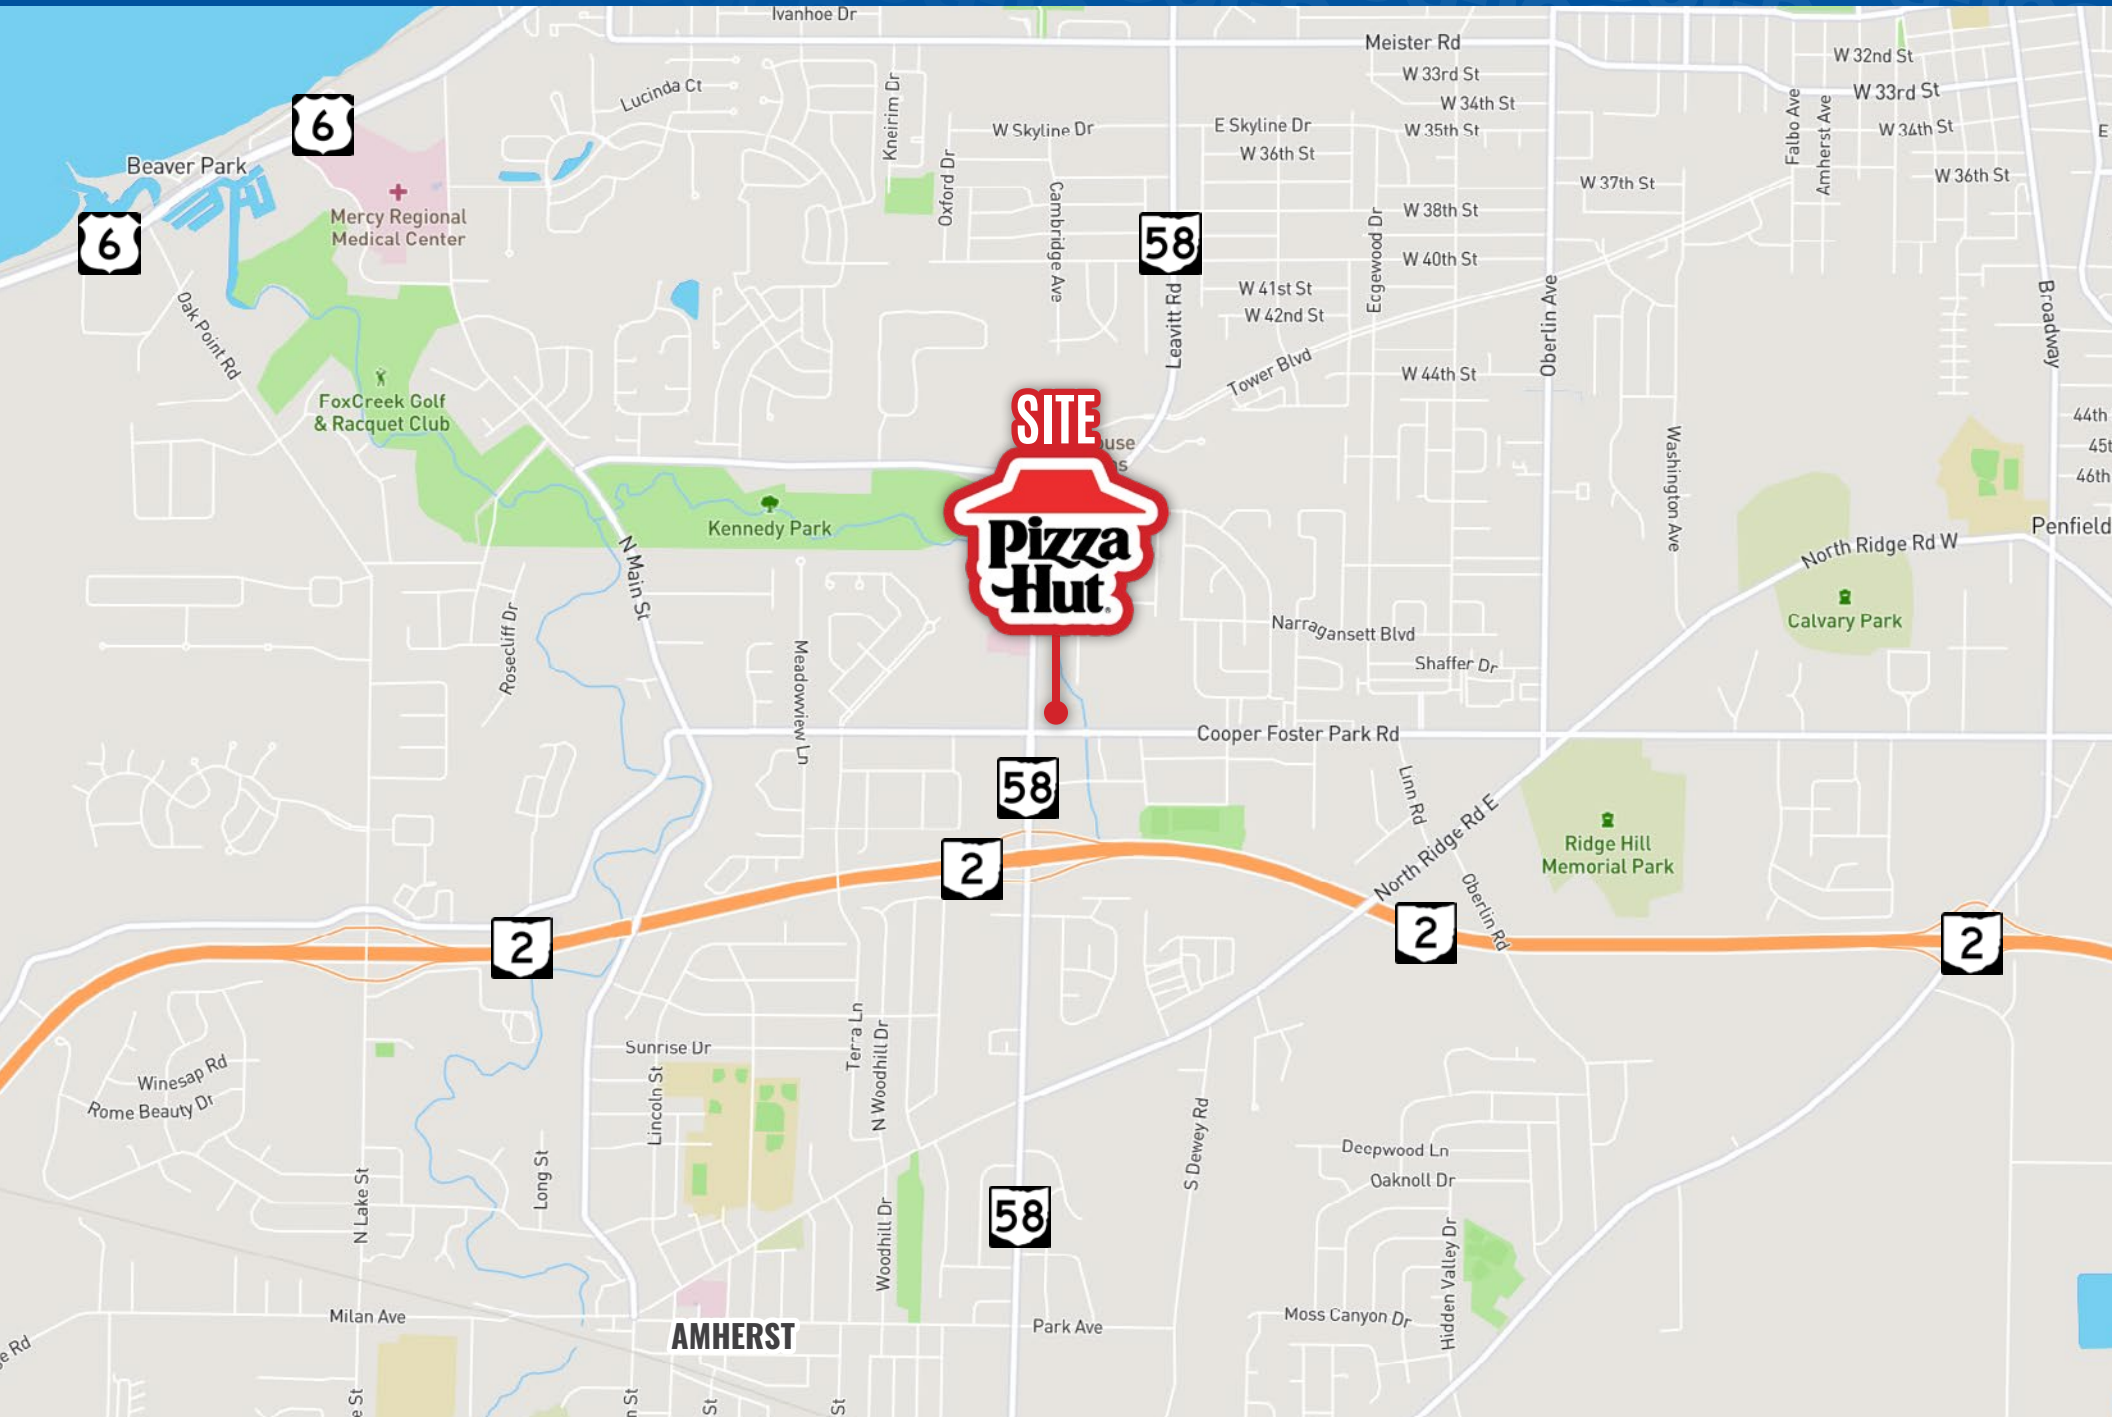 Ivanhoe Dr
Meister Rd
W 32nd St
W 33rd St
W 33rd St
W 34th St
Lucinda Ct
Kneirim Dr
W Skyline Dr
E Skyline Dr
W 35th St
W 34th St
Falbo Ave
Amherst Ave
E
6
W 36th St
Beaver Park
Oxford Dr
Cambridge Ave
W 37th St
W 36th St
Mercy Regional
Medical Center
W 38th St
6
58
Ecgewood Dr
W 40th St
Leavitt Rd
W 41st St
W 42nd St
Oberlin Ave
Broadway
Oak Point Rd
Tower Blvd
W 44th St
FoxCreek Golf
& Racquet Club
SITE
use
s
44th
45t
46th
Washington Ave
Pizza
Hut
®
Kennedy Park
Penfield
North Ridge Rd W
N Main St
Rosecliff Dr
Meadowview Ln
Narragansett Blvd
Shaffer Dr
Calvary Park
Cooper Foster Park Rd
58
Linn Rd
North Ridge Rd E
Ridge Hill
Memorial Park
2
Oberlin Rd
2
2
2
Terra Ln
N Woodhill Dr
Sunrise Dr
Lincoln St
Winesap Rd
Rome Beauty Dr
S Dewey Rd
Long St
N Lake St
Deepwood Ln
Oaknoll Dr
58
Woodhill Dr
Hidden Valley Dr
Milan Ave
AMHERST
Park Ave
Moss Canyon Dr
e Rd
e St
n St
St
St